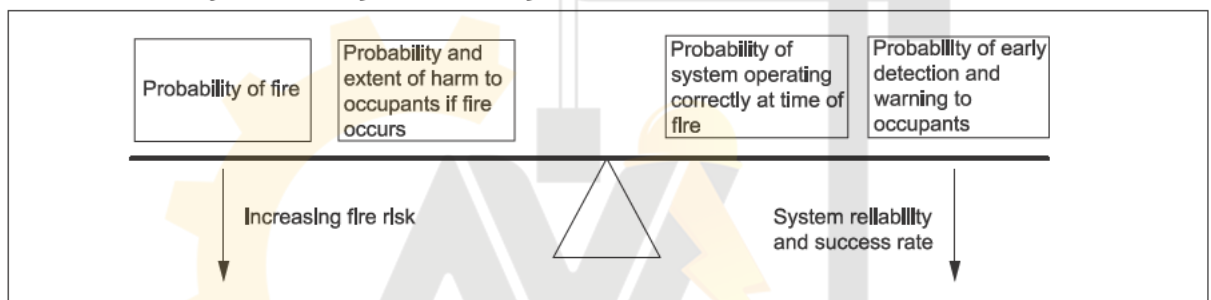 Probability of fire
Probability and
extent of harm to
occupants if fire
occurs
Probability of
system operating
correctly at time of
fire
Probability of early
detection and
warning to
occupants
Increasing fire risk
System reliability
and success rate